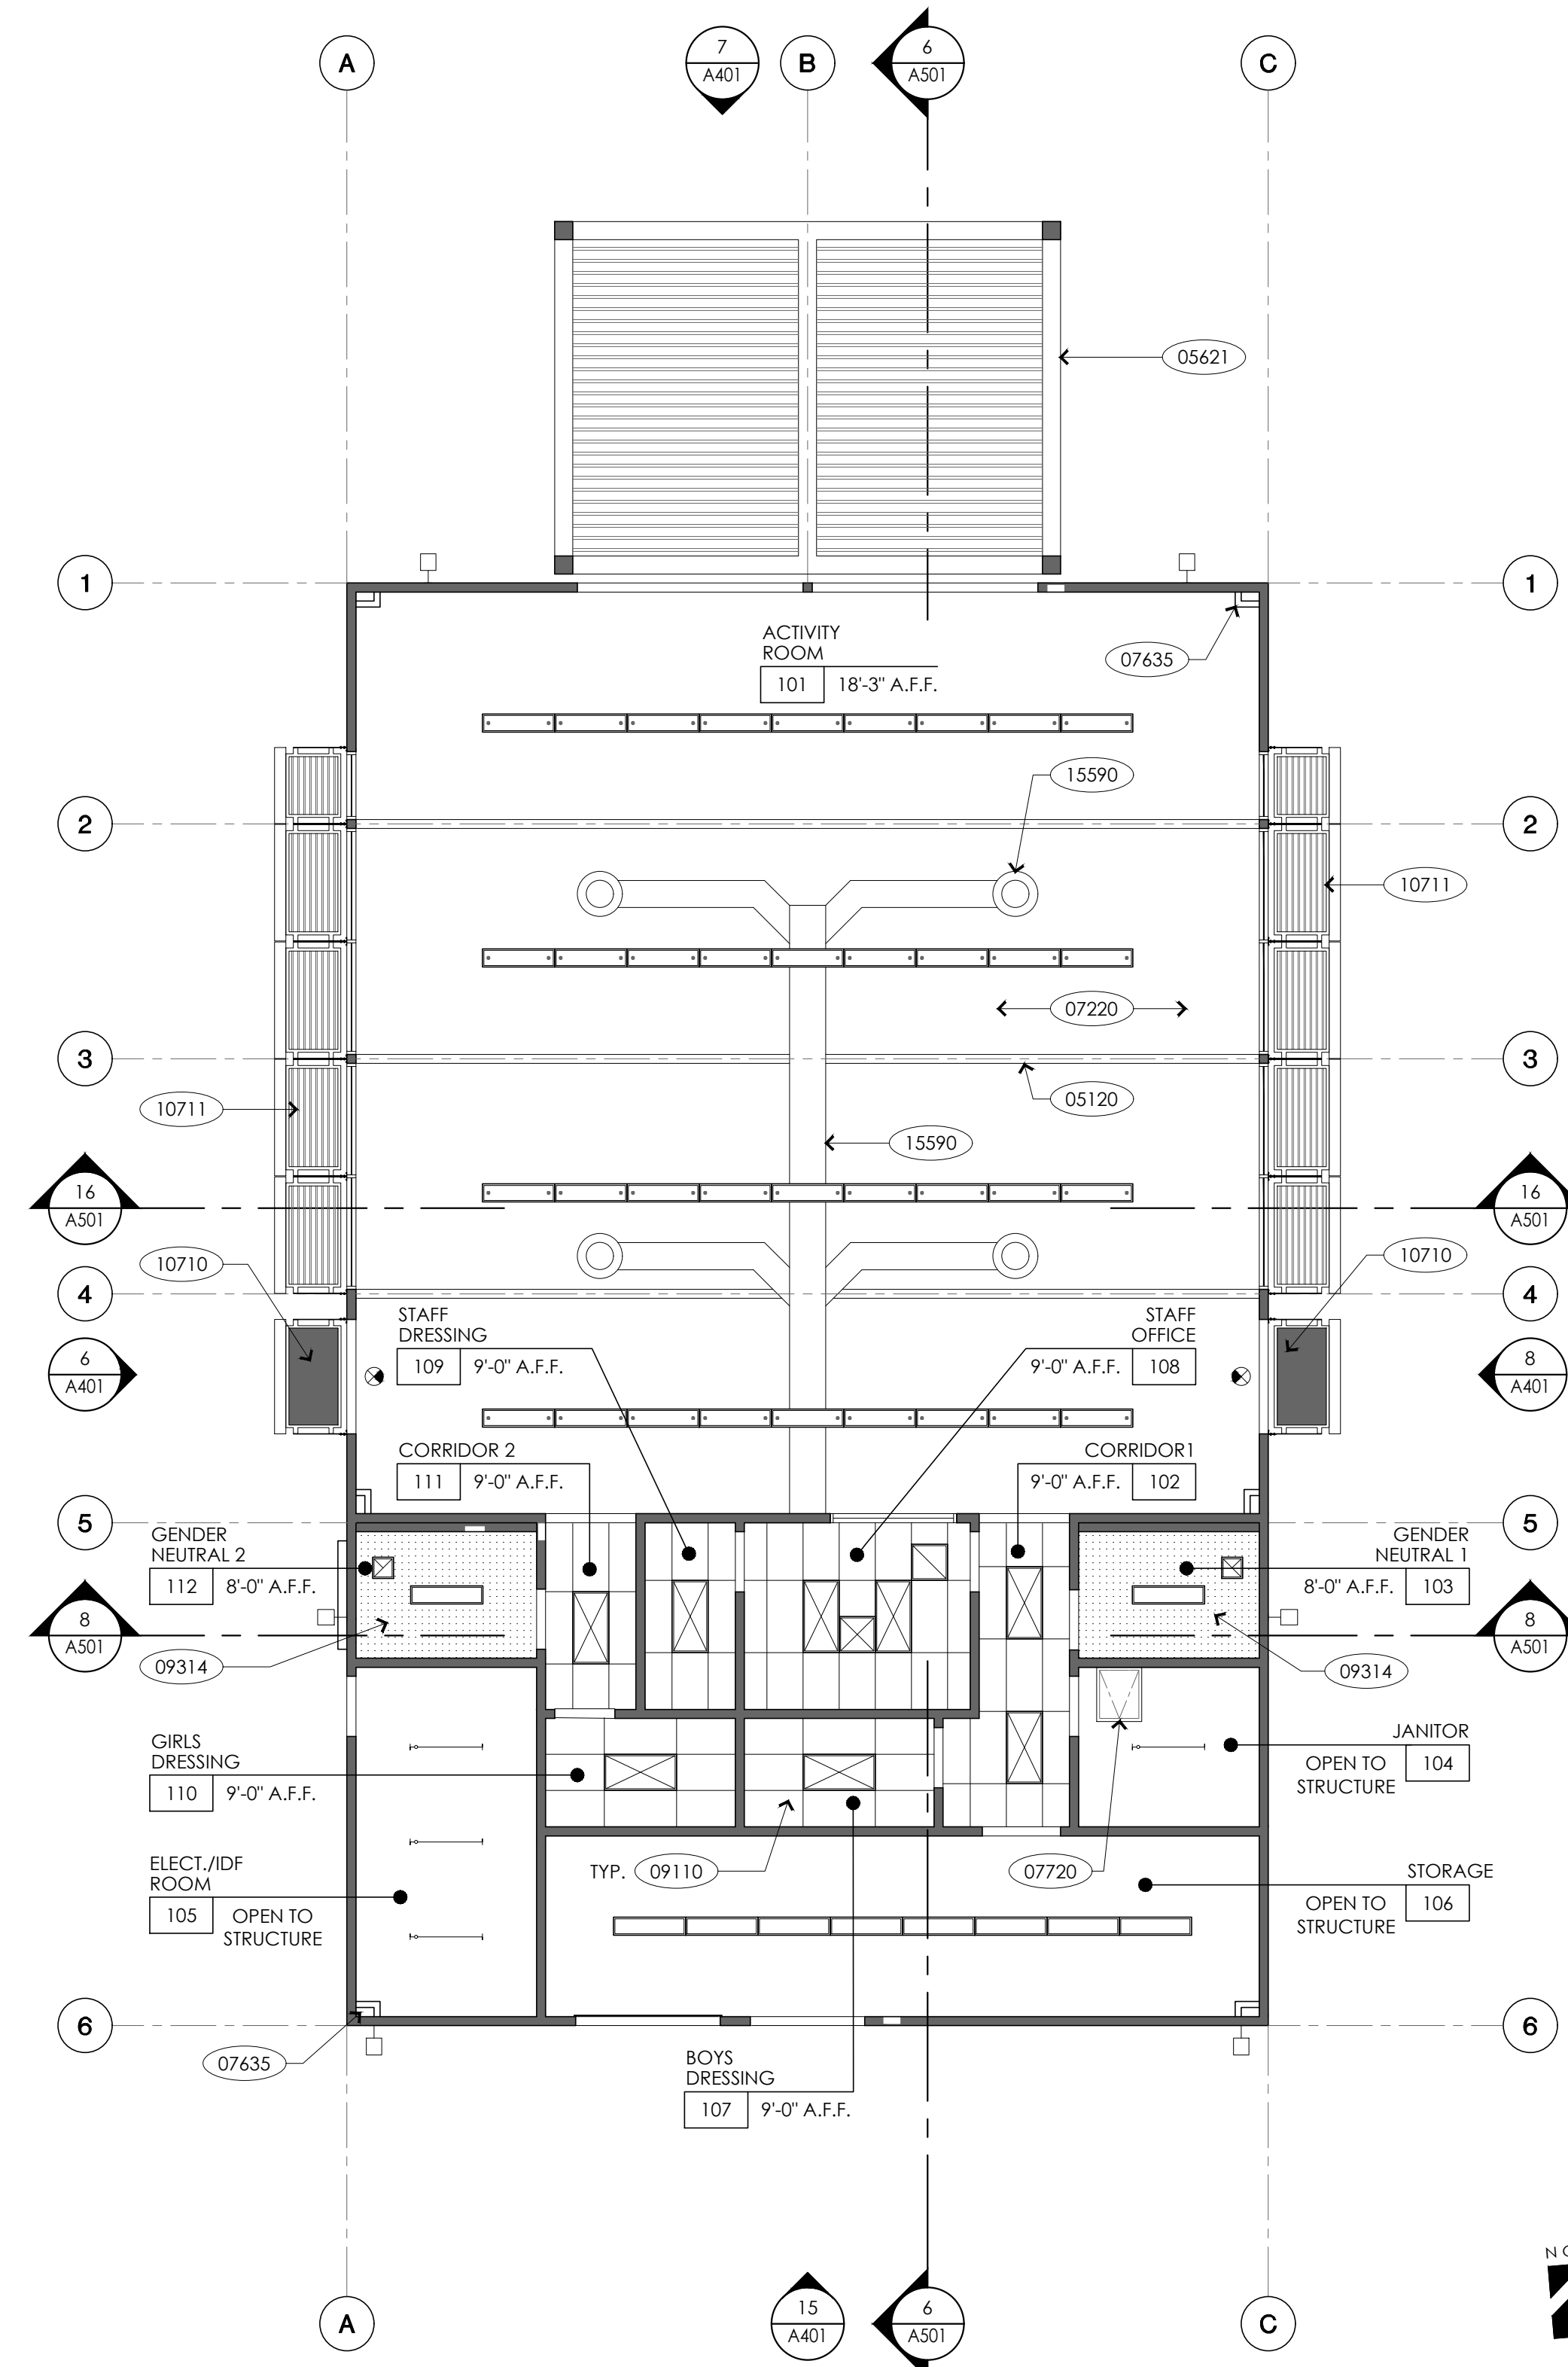 A
7
A401
B
6
A501
C
05621
1
1
ACTIVITY
ROOM
101 18'-3" A.F.F.
07635
15590
2
2
10711
07220
3
3
10711
05120
15590
16
A501
16
A501
10710
10710
4
4
STAFF
DRESSING
109 9'-0" A.F.F.
STAFF
OFFICE
9'-0" A.F.F. 108
6
A401
8
A401
CORRIDOR 2
111 9'-0" A.F.F.
CORRIDOR1
9'-0" A.F.F. 102
5
5
GENDER
NEUTRAL 2
112 8'-0" A.F.F.
GENDER
NEUTRAL 1
8'-0" A.F.F. 103
8
A501
8
A501
09314
09314
GIRLS
DRESSING
110 9'-0" A.F.F.
JANITOR
OPEN TO
STRUCTURE
104
ELECT./IDF
ROOM
105
OPEN TO
STRUCTURE
TYP. 09110
07720
STORAGE
OPEN TO
STRUCTURE
106
6
6
07635
BOYS
DRESSING
107 9'-0" A.F.F.
A
15
A401
6
A501
C